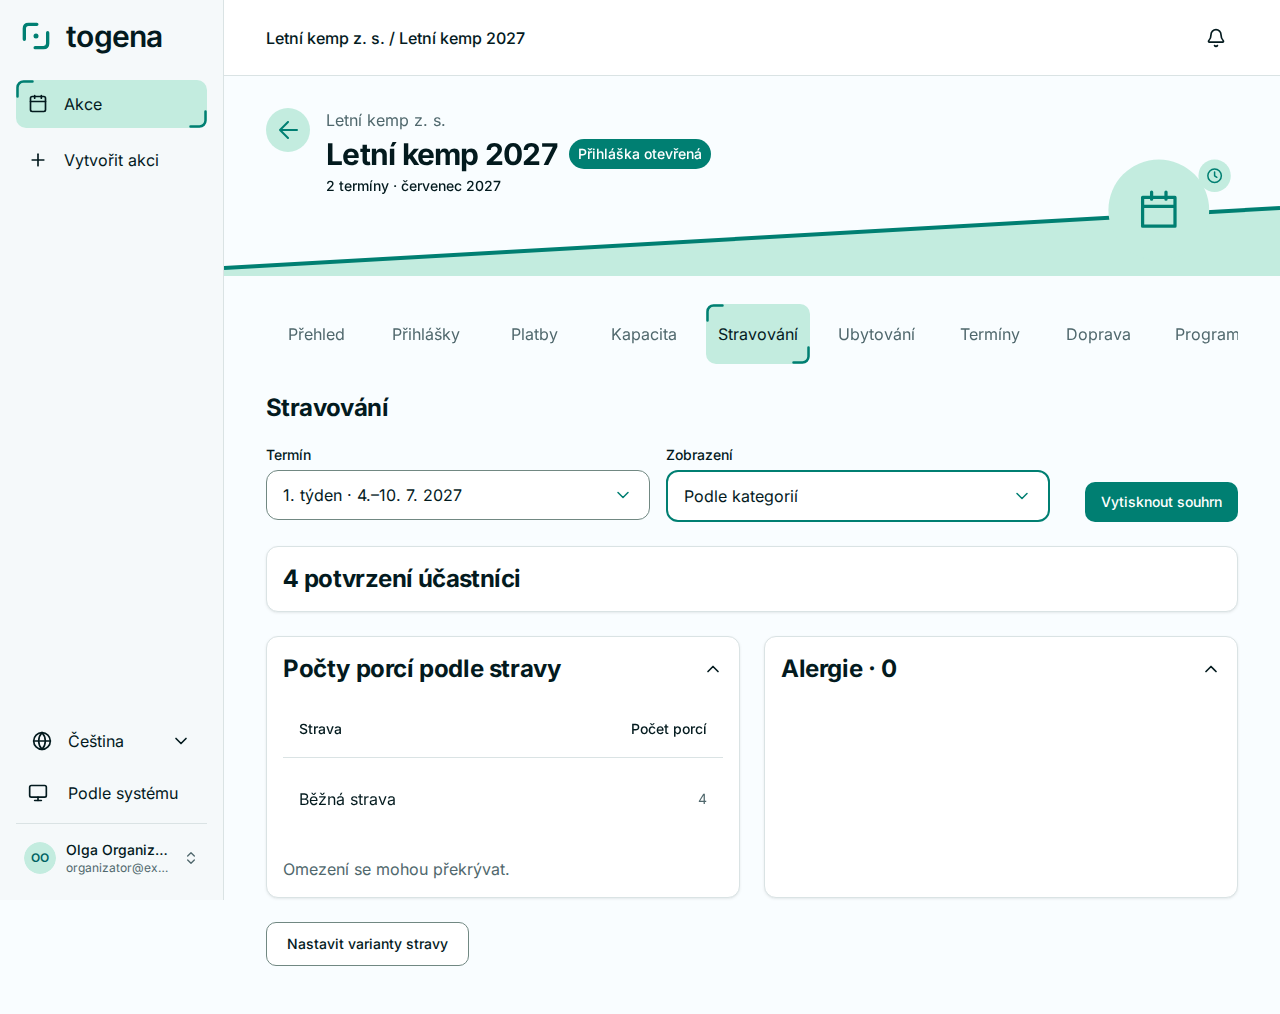 togena
Letní kemp z. s. / Letní kemp 2027
Akce
Vytvořit akci
Letní kemp z. s.
Letní kemp 2027
Přihláška otevřená
2 termíny · červenec 2027
Přehled
Přihlášky
Platby
Kapacita
Stravování
Ubytování
Termíny
Doprava
Program
Stravování
Termín
Zobrazení
1. týden · 4.–10. 7. 2027
Podle kategorií
Vytisknout souhrn
4 potvrzení účastníci
Počty porcí podle stravy
Strava
Počet porcí
Běžná strava
4
Omezení se mohou překrývat.
Alergie · 0
Nastavit varianty stravy
Čeština
Podle systému
OO
Olga Organiz...
organizator@ex...